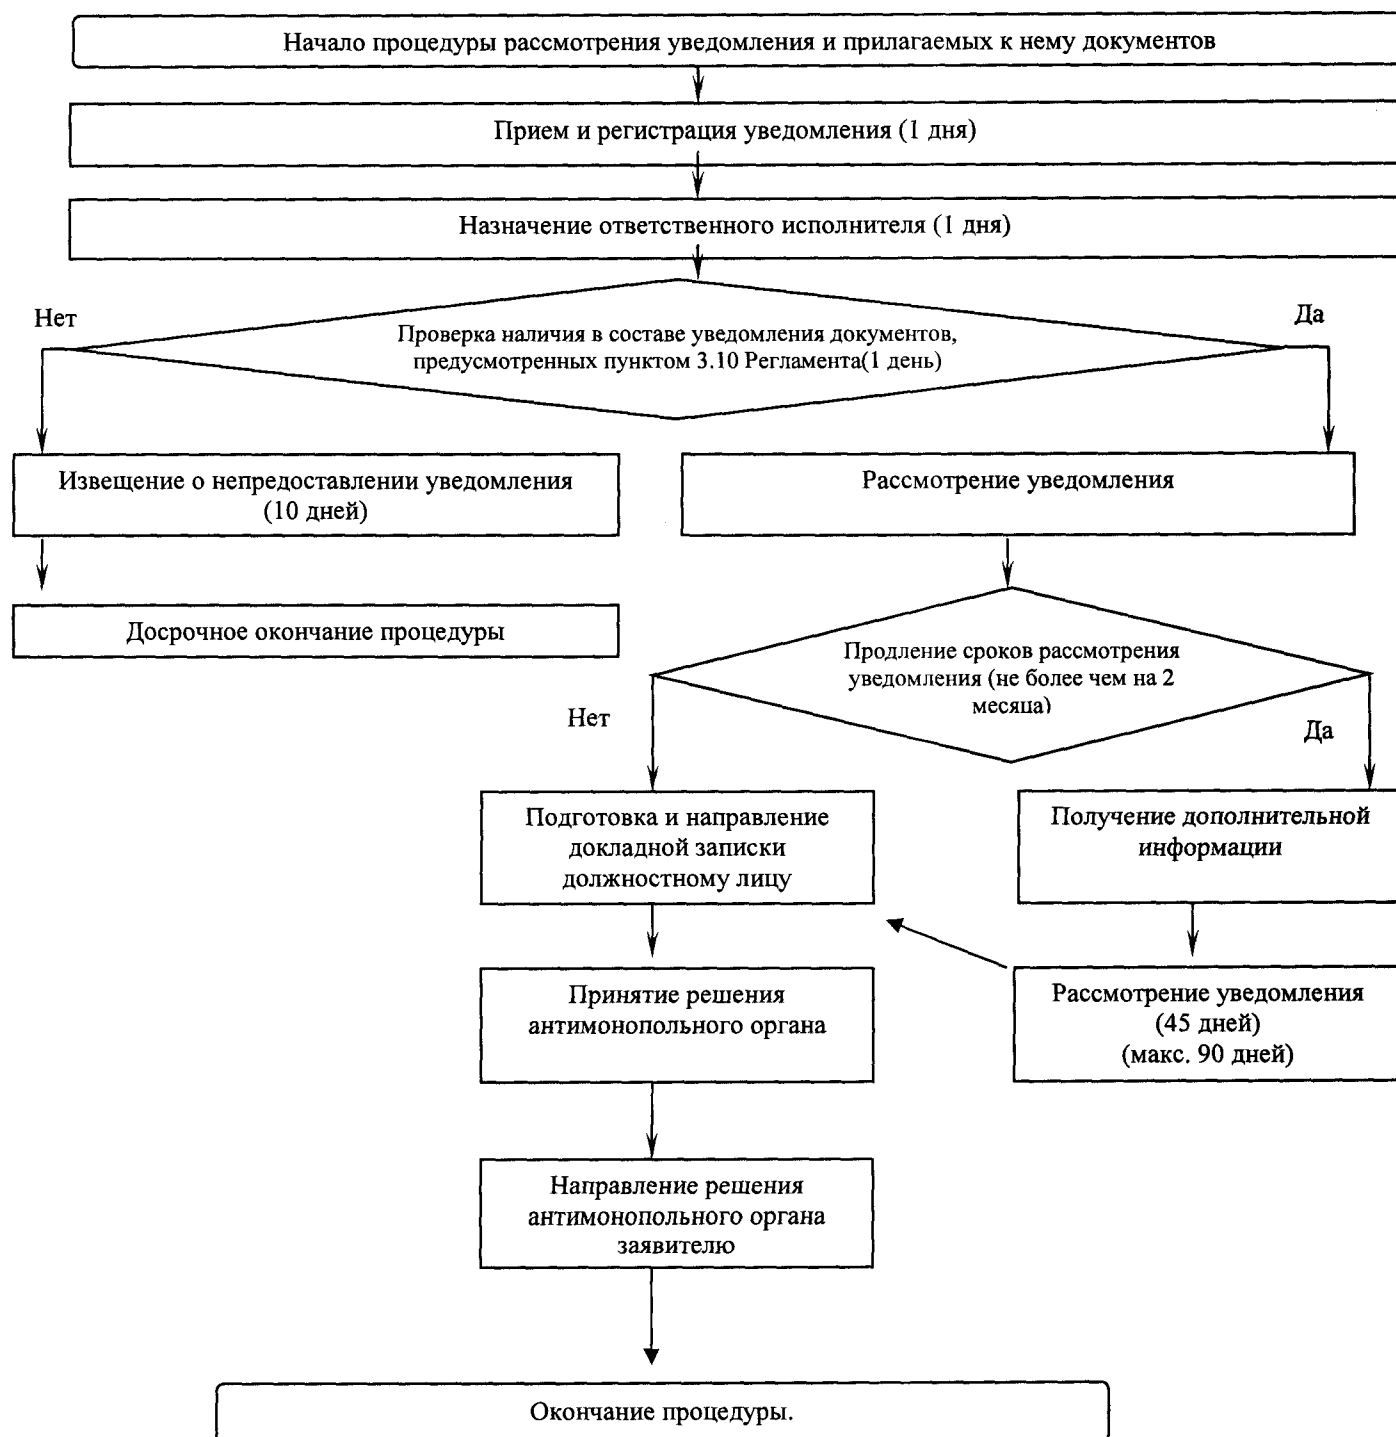 Начало процедуры рассмотрения уведомления и прилагаемых к нему документов
Прием и регистрация уведомления (1 дня)
Назначение ответственного исполнителя (1 дня)
Нет
Да
Проверка наличия в составе уведомления документов,
предусмотренных пунктом 3.10 Регламента(1 день)
Извещение о непредоставлении уведомления
(10 дней)
Рассмотрение уведомления
Досрочное окончание процедуры
Продление сроков рассмотрения
уведомления (не более чем на 2
месяца)
Нет
Да
Подготовка и направление
докладной записки
должностному лицу
Получение дополнительной
информации
Принятие решения
антимонопольного органа
Рассмотрение уведомления
(45 дней)
(макс. 90 дней)
Направление решения
антимонопольного органа
заявителю
Окончание процедуры.